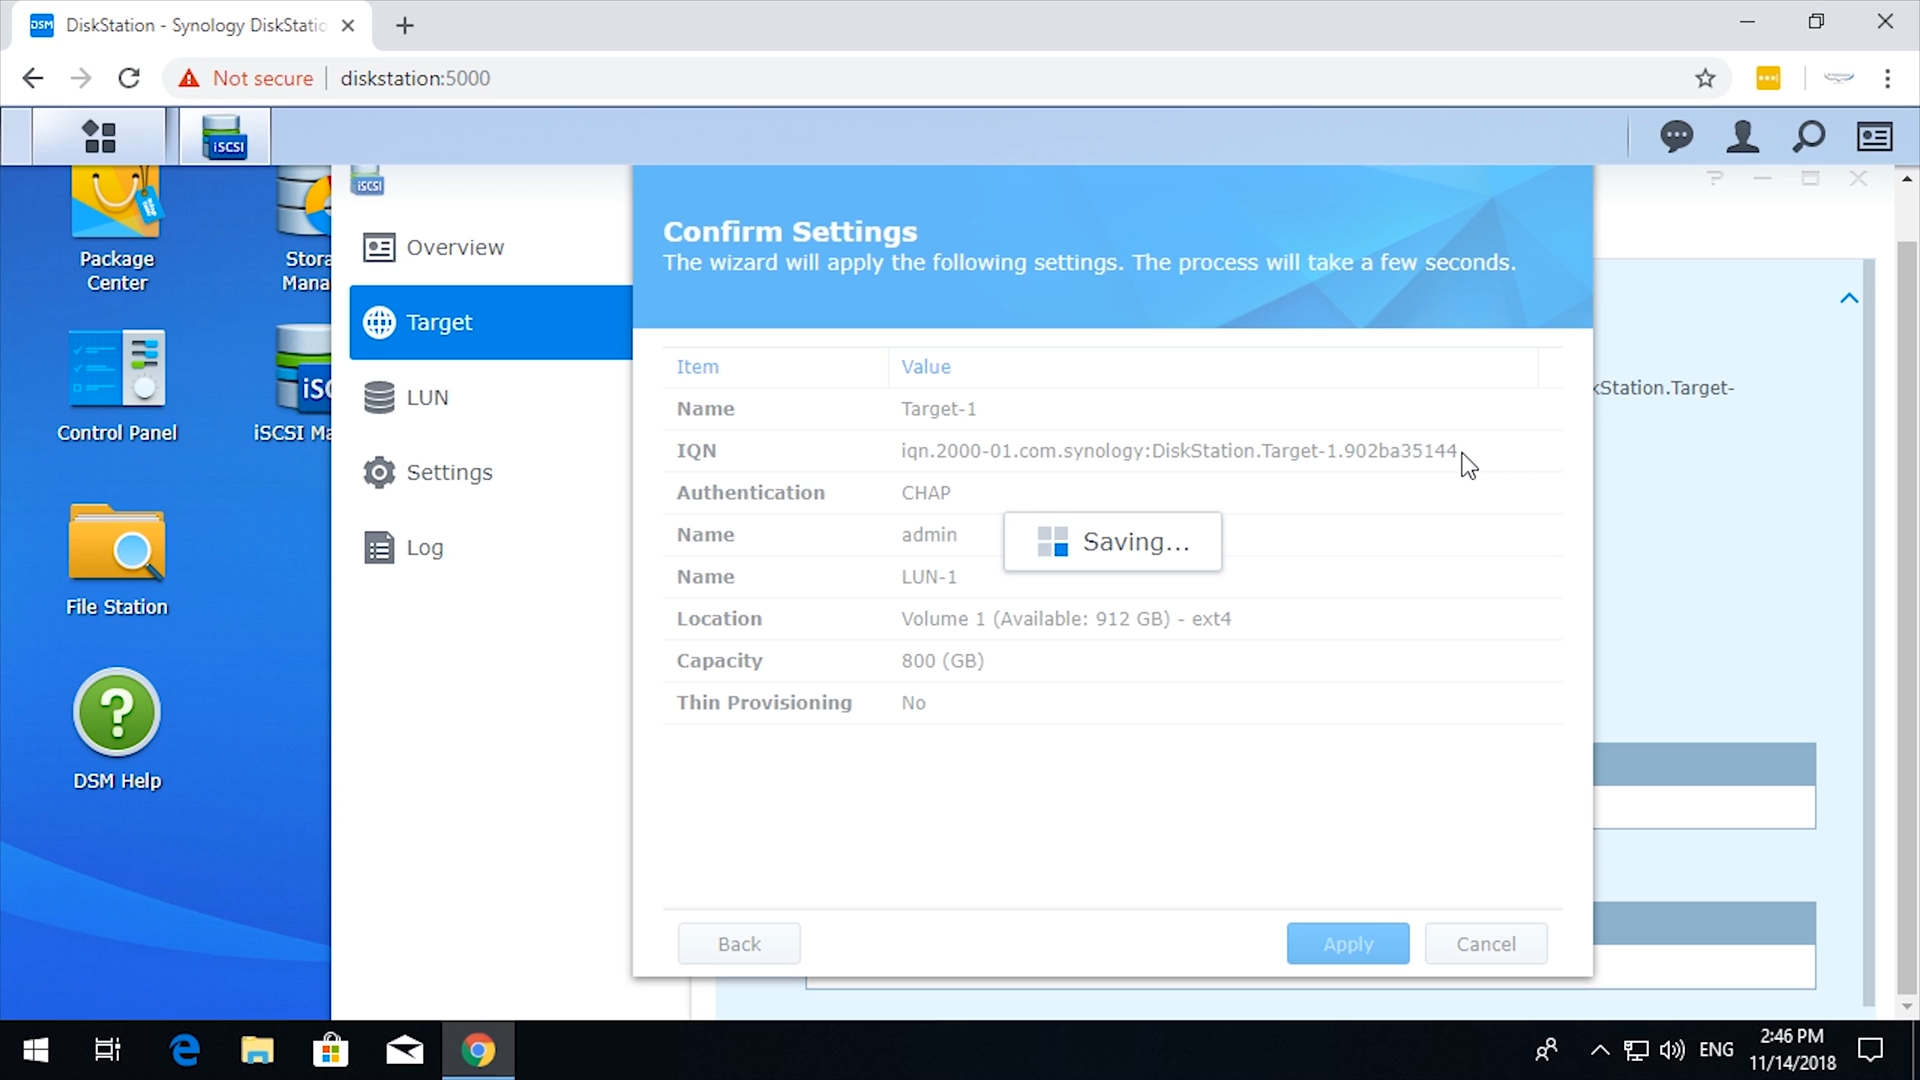 DSM
DiskStation - Synology DiskStatio
Not secure
diskstation:5000
iSCSI
iSCSI
Package
Center
Control Panel
File Station
DSM Help
Stora
Mana
iSC
iSCSI Ma
Overview
Target
LUN
Settings
Log
Confirm Settings
The wizard will apply the following settings. The process will take a few seconds.
Item Value
Name Target-1
IQN iqn.2000-01.com.synology:DiskStation.Target-1.902ba35144
Authentication CHAP
Name admin
Name LUN-1
Location Volume 1 (Available: 912 GB) - ext4
Capacity 800 (GB)
Thin Provisioning No
Saving...
Back
Apply
Cancel
kStation.Target-
ENG
2:46 PM
11/14/2018